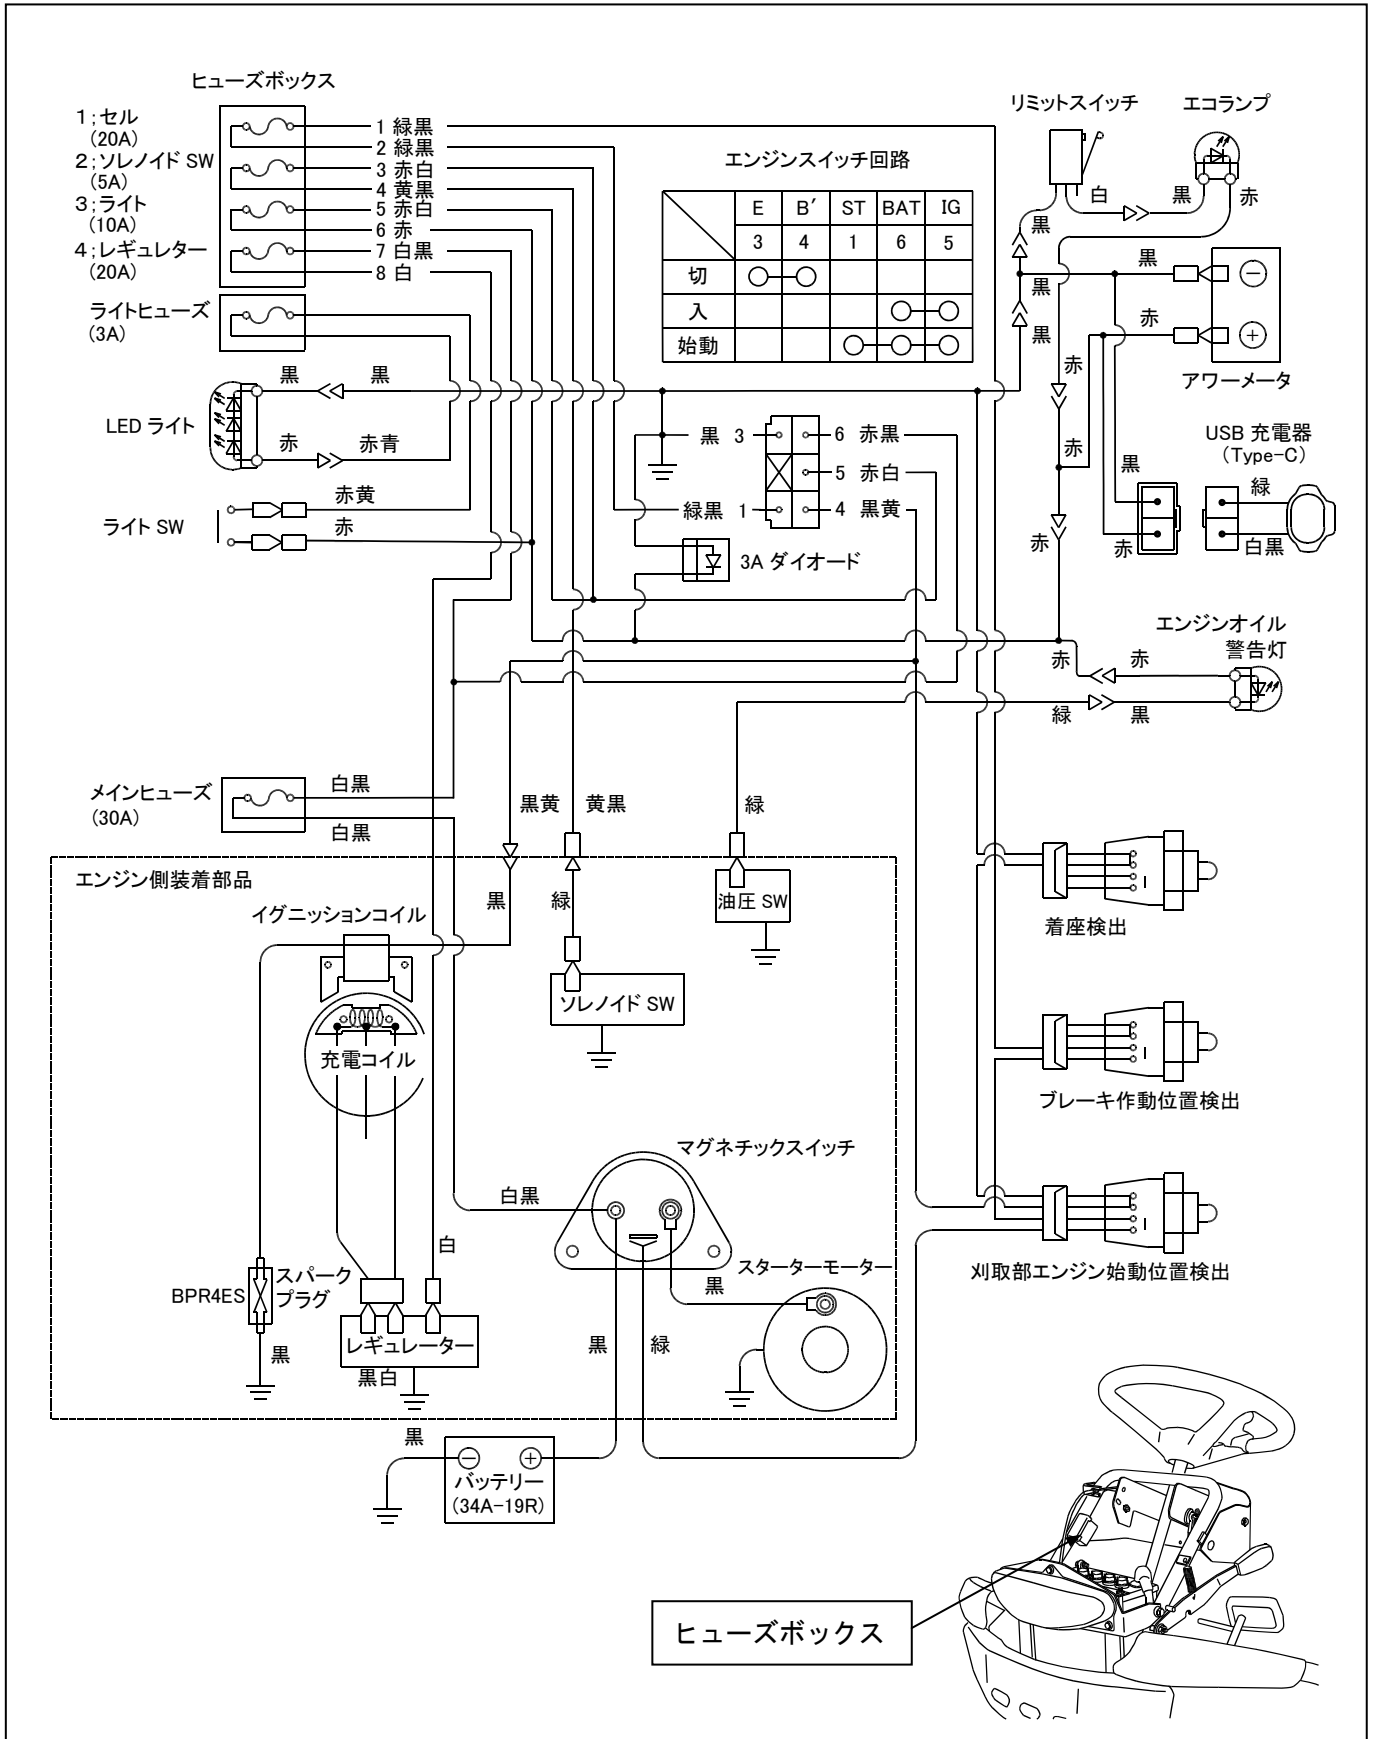 ヒューズボックス
1;セル
(20A)
2;ソレノイド SW
(5A)
3;ライト
(10A)
4;レギュレター
(20A)
1 緑黒
2 緑黒
3 赤白
4 黄黒
5 赤白
6 赤
7 白黒
8 白
ライトヒューズ
(3A)
エンジンスイッチ回路
E B′ ST BAT IG
3 4 1 6 5
切
入
始動
リミットスイッチ
エコランプ
白
黒
赤
黒
黒
黒
黒
赤
赤
アワーメータ
黒
黒
LED ライト
赤
赤青
赤黄
ライト SW
赤
黒 3
6 赤黒
5 赤白
緑黒 1
4 黒黄
3A ダイオード
赤
黒
赤
赤
USB 充電器
(Type-C)
緑
白黒
エンジンオイル
警告灯
赤
赤
緑
黒
メインヒューズ
(30A)
白黒
白黒
黒黄
黄黒
緑
エンジン側装着部品
イグニッションコイル
黒
緑
油圧 SW
ソレノイド SW
充電コイル
着座検出
ブレーキ作動位置検出
マグネチックスイッチ
白黒
白
スターターモーター
刈取部エンジン始動位置検出
BPR4ES
スパーク
プラグ
黒
レギュレーター
黒白
黒
黒
緑
黒
バッテリー
(34A-19R)
ヒューズボックス